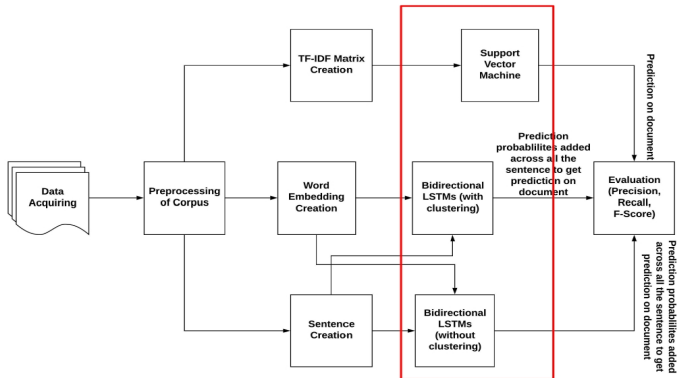 TF-IDF Matrix
Creation
Support
Vector
Machine
Prediction on document
Prediction
probablilites added
across all the
sentence to get
prediction on
document
Data
Acquiring
Preprocessing
of Corpus
Word
Embedding
Creation
Bidirectional
LSTMs (with
clustering)
Evaluation
(Precision,
Recall,
F-Score)
Sentence
Creation
Bidirectional
LSTMs
(without
clustering)
Prediction probablilites added
across all the sentence to get
prediction on document